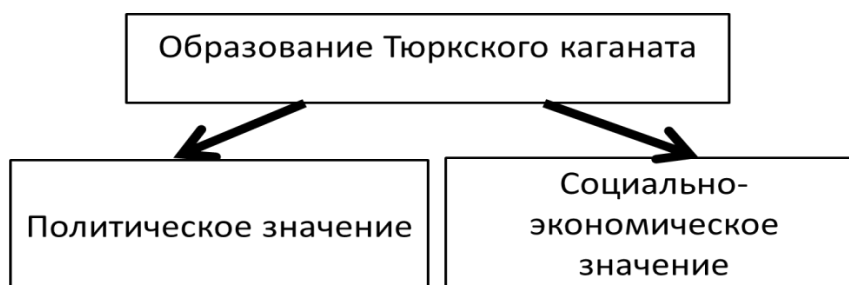 Образование Тюркского каганата
Политическое значение
Социально-
экономическое
значение